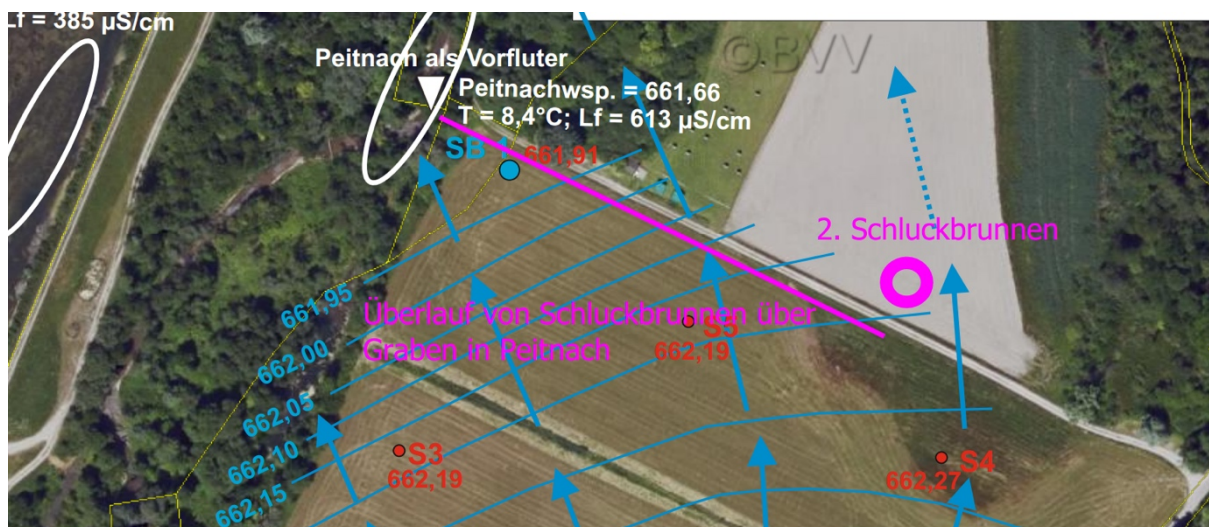 Lf = 385 µS/cm
©BVV
Peitnach als Vorfluter
Peitnachwsp. = 661,66
T = 8,4°C; Lf = 613 µS/cm
SB 1
661,91
2. Schluckbrunnen
661,95
Überlauf von Schluckbrunnen über
Graben in Peitnach
S5
662,19
662,00
662,05
662,10
662,15
S3
662,19
S4
662,27